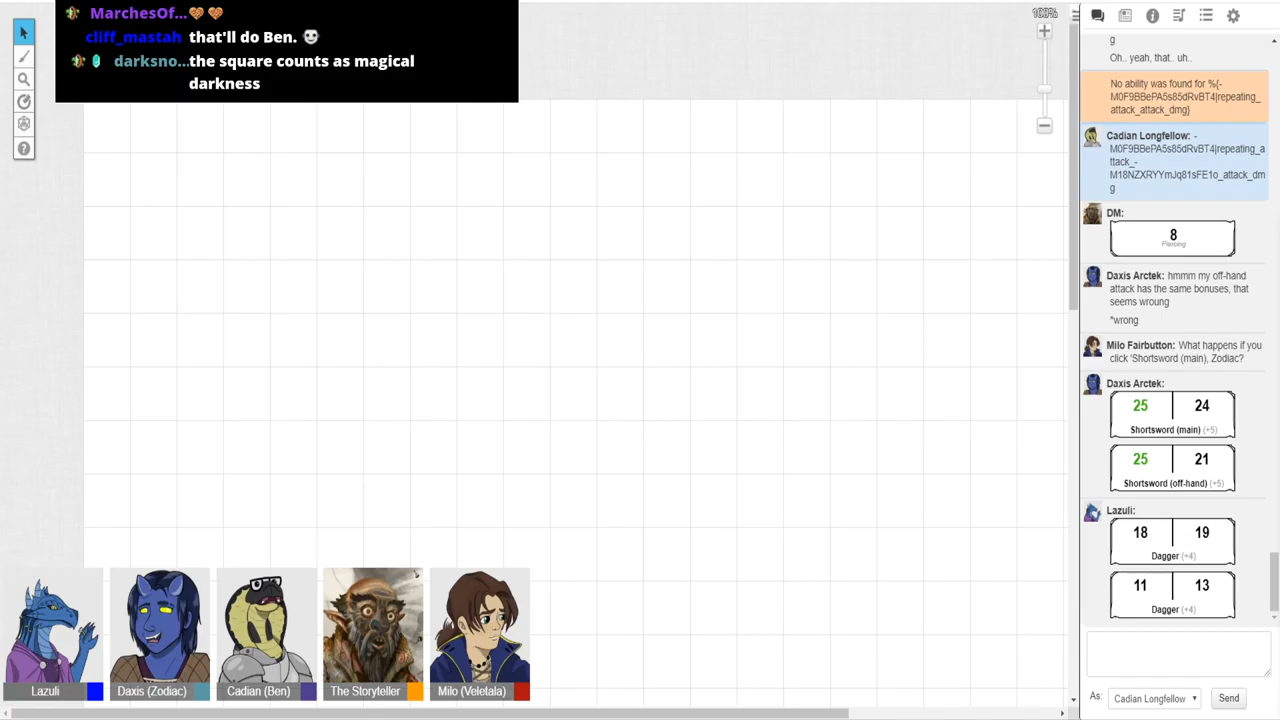 MarchesOf...
cliff_mastah that'll do Ben.
darksno... the square counts as magical
darkness
100%
g
Oh.. yeah, that.. uh..
No ability was found for %{-
M0F9BBePA5s85dRvBT4|repeating_
attack_attack_dmg}
Cadian Longfellow: -
M0F9BBePA5s85dRvBT4|repeating_a
ttack_-
M18NZXRYYmJq81sFE1o_attack_dm
g
DM:
8
Piercing
Daxis Arctek: hmmm my off-hand
attack has the same bonuses, that
seems wroung
*wrong
Milo Fairbutton: What happens if you
click 'Shortsword (main), Zodiac?
Daxis Arctek:
25 24
Shortsword (main) (+5)
25 21
Shortsword (off-hand) (+5)
Lazuli:
18 19
Dagger (+4)
11 13
Dagger (+4)
Lazuli
Daxis (Zodiac)
Cadian (Ben)
The Storyteller
Milo (Veletala)
As: Cadian Longfellow
Send